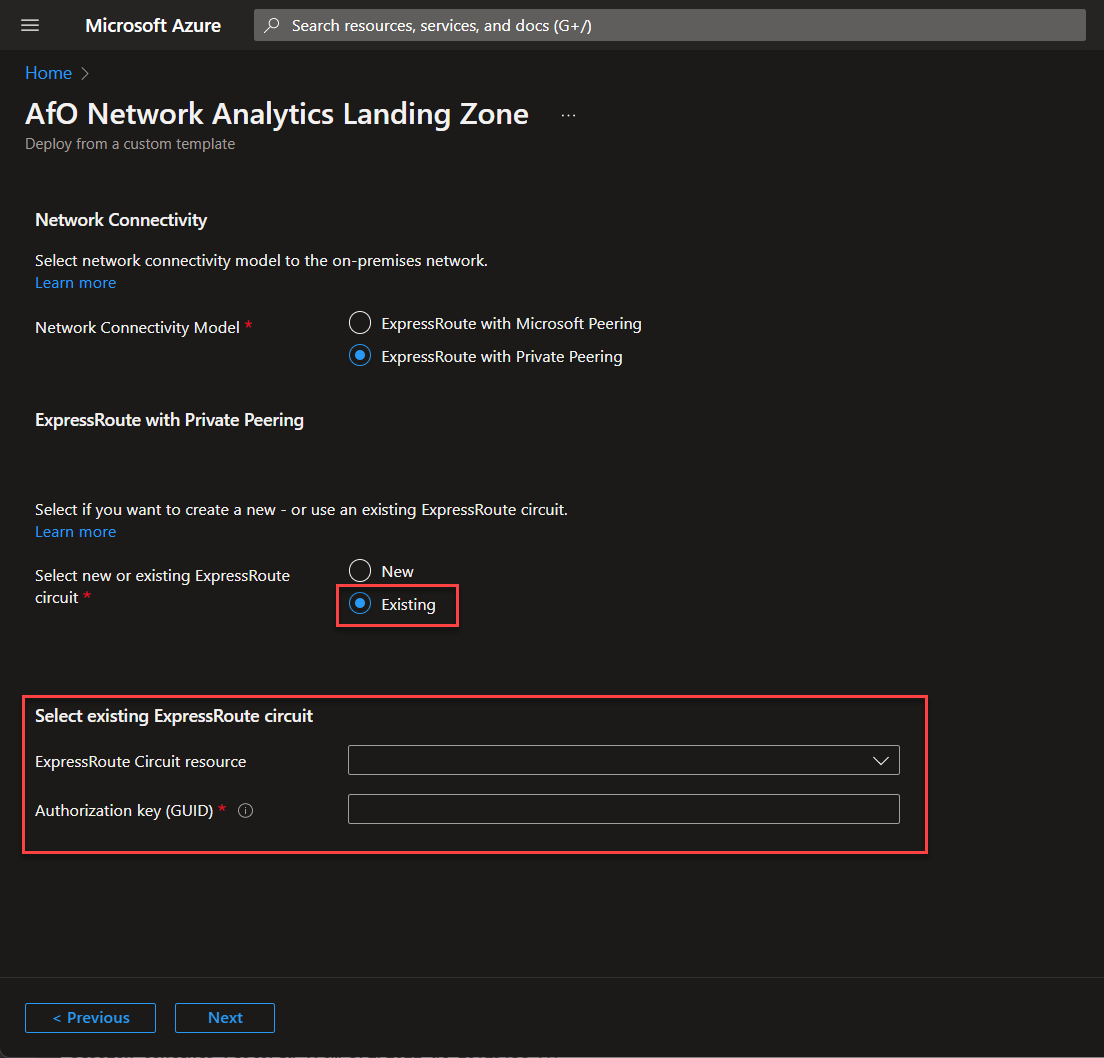 Microsoft Azure
Search resources, services, and docs (G+/)
Home
AfO Network Analytics Landing Zone
...
Deploy from a custom template
Network Connectivity
Select network connectivity model to the on-premises network.
Learn more
Network Connectivity Model *
ExpressRoute with Microsoft Peering
ExpressRoute with Private Peering
ExpressRoute with Private Peering
Select if you want to create a new - or use an existing ExpressRoute circuit.
Learn more
Select new or existing ExpressRoute
circuit *
New
Existing
Select existing ExpressRoute circuit
ExpressRoute Circuit resource
Authorization key (GUID) *
< Previous
Next